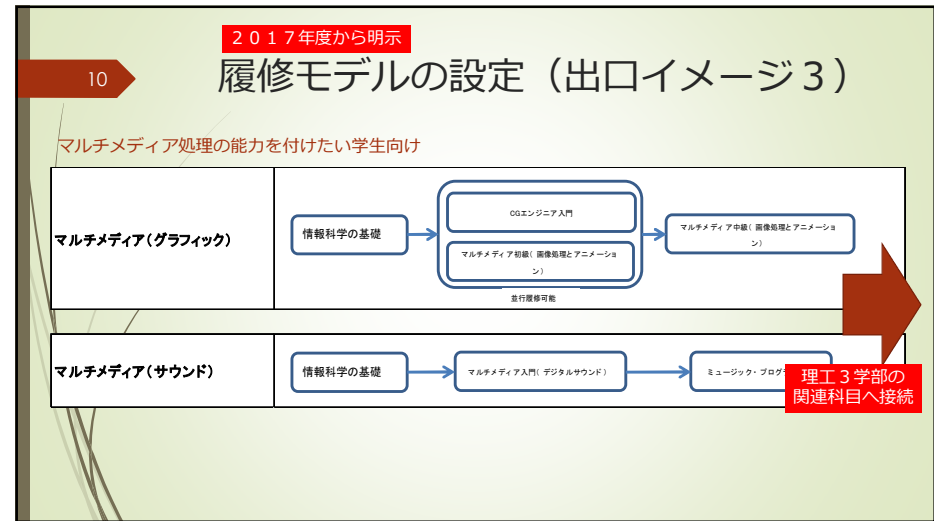 ２０１７年度から明示
10
履修モデルの設定（出口イメージ３）
マルチメディア処理の能力を付けたい学生向け
マルチメディア（グラフィック）
情報科学の基礎
CGエンジニア入門
マルチメディア初級（画像処理とアニメーショ
ン）
並行履修可能
マルチメディア中級（画像処理とアニメーショ
ン）
マルチメディア（サウンド）
情報科学の基礎
マルチメディア入門（デジタルサウンド）
ミュージック・プログ
理工３学部の
関連科目へ接続